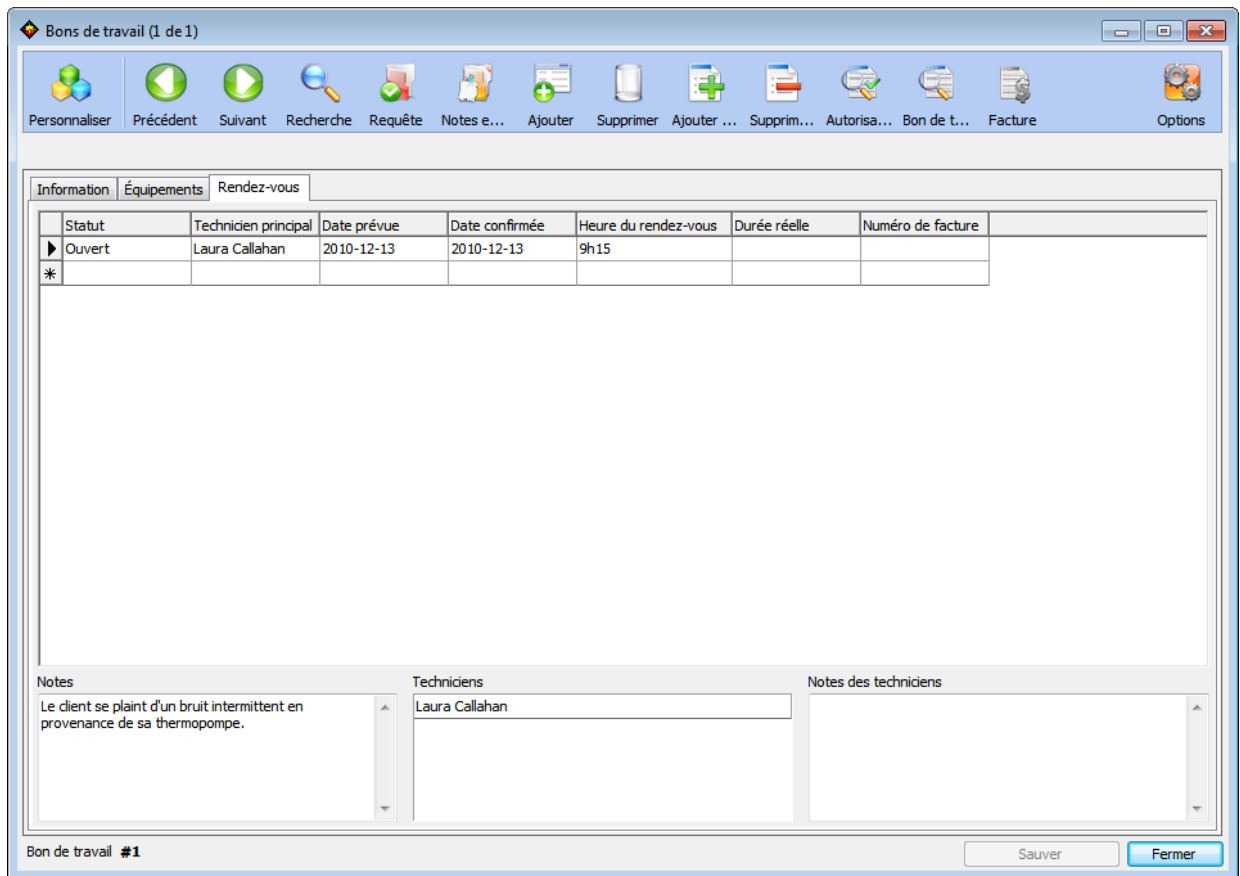 Bons de travail (1 de 1)
Personnaliser Précédent Suivant Recherche Requête Notes e... Ajouter Supprimer Ajouter ... Supprim... Autorisa... Bon de t... Facture Options
Information Équipements Rendez-vous
Statut Technicien principal Date prévue Date confirmée Heure du rendez-vous Durée réelle Numéro de facture
Ouvert Laura Callahan 2010-12-13 2010-12-13 9h15
Notes Techniciens Notes des techniciens
Le client se plaint d'un bruit intermittent en
provenance de sa thermopompe.
Laura Callahan
Bon de travail #1 Sauver Fermer